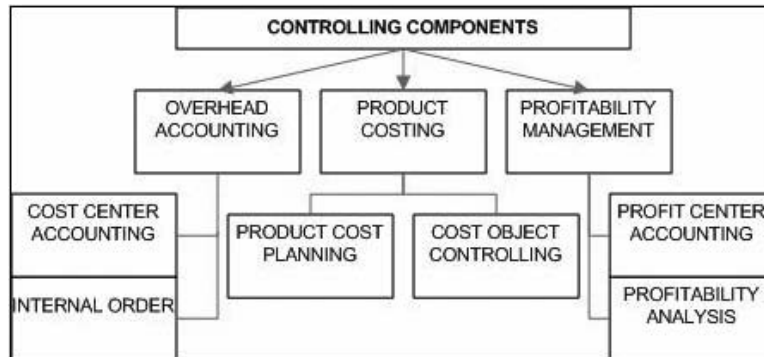 CONTROLLING COMPONENTS
OVERHEAD
ACCOUNTING
PRODUCT
COSTING
PROFITABILITY
MANAGEMENT
COST CENTER
ACCOUNTING
PRODUCT COST
PLANNING
COST OBJECT
CONTROLLING
PROFIT CENTER
ACCOUNTING
INTERNAL ORDER
PROFITABILITY
ANALYSIS